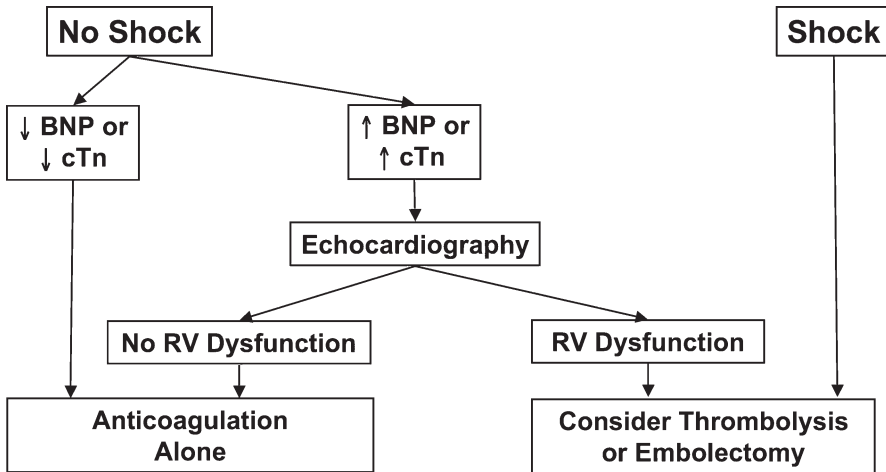 No Shock
Shock
↓ BNP or
↓ cTn
↑ BNP or
↑ cTn
Echocardiography
No RV Dysfunction
RV Dysfunction
Anticoagulation
Alone
Consider Thrombolysis
or Embolectomy